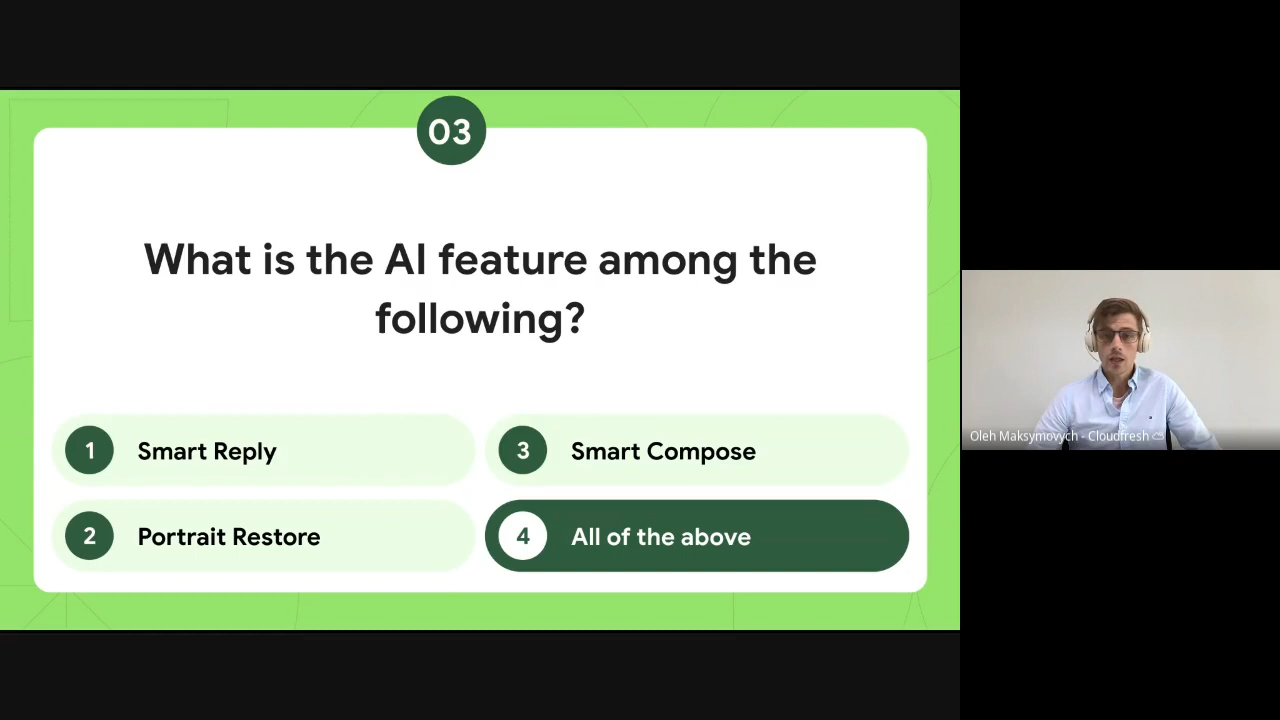 03
What is the AI feature among the
following?
1 Smart Reply
3 Smart Compose
2 Portrait Restore
4 All of the above
Oleh Maksymovych - Cloudfresh